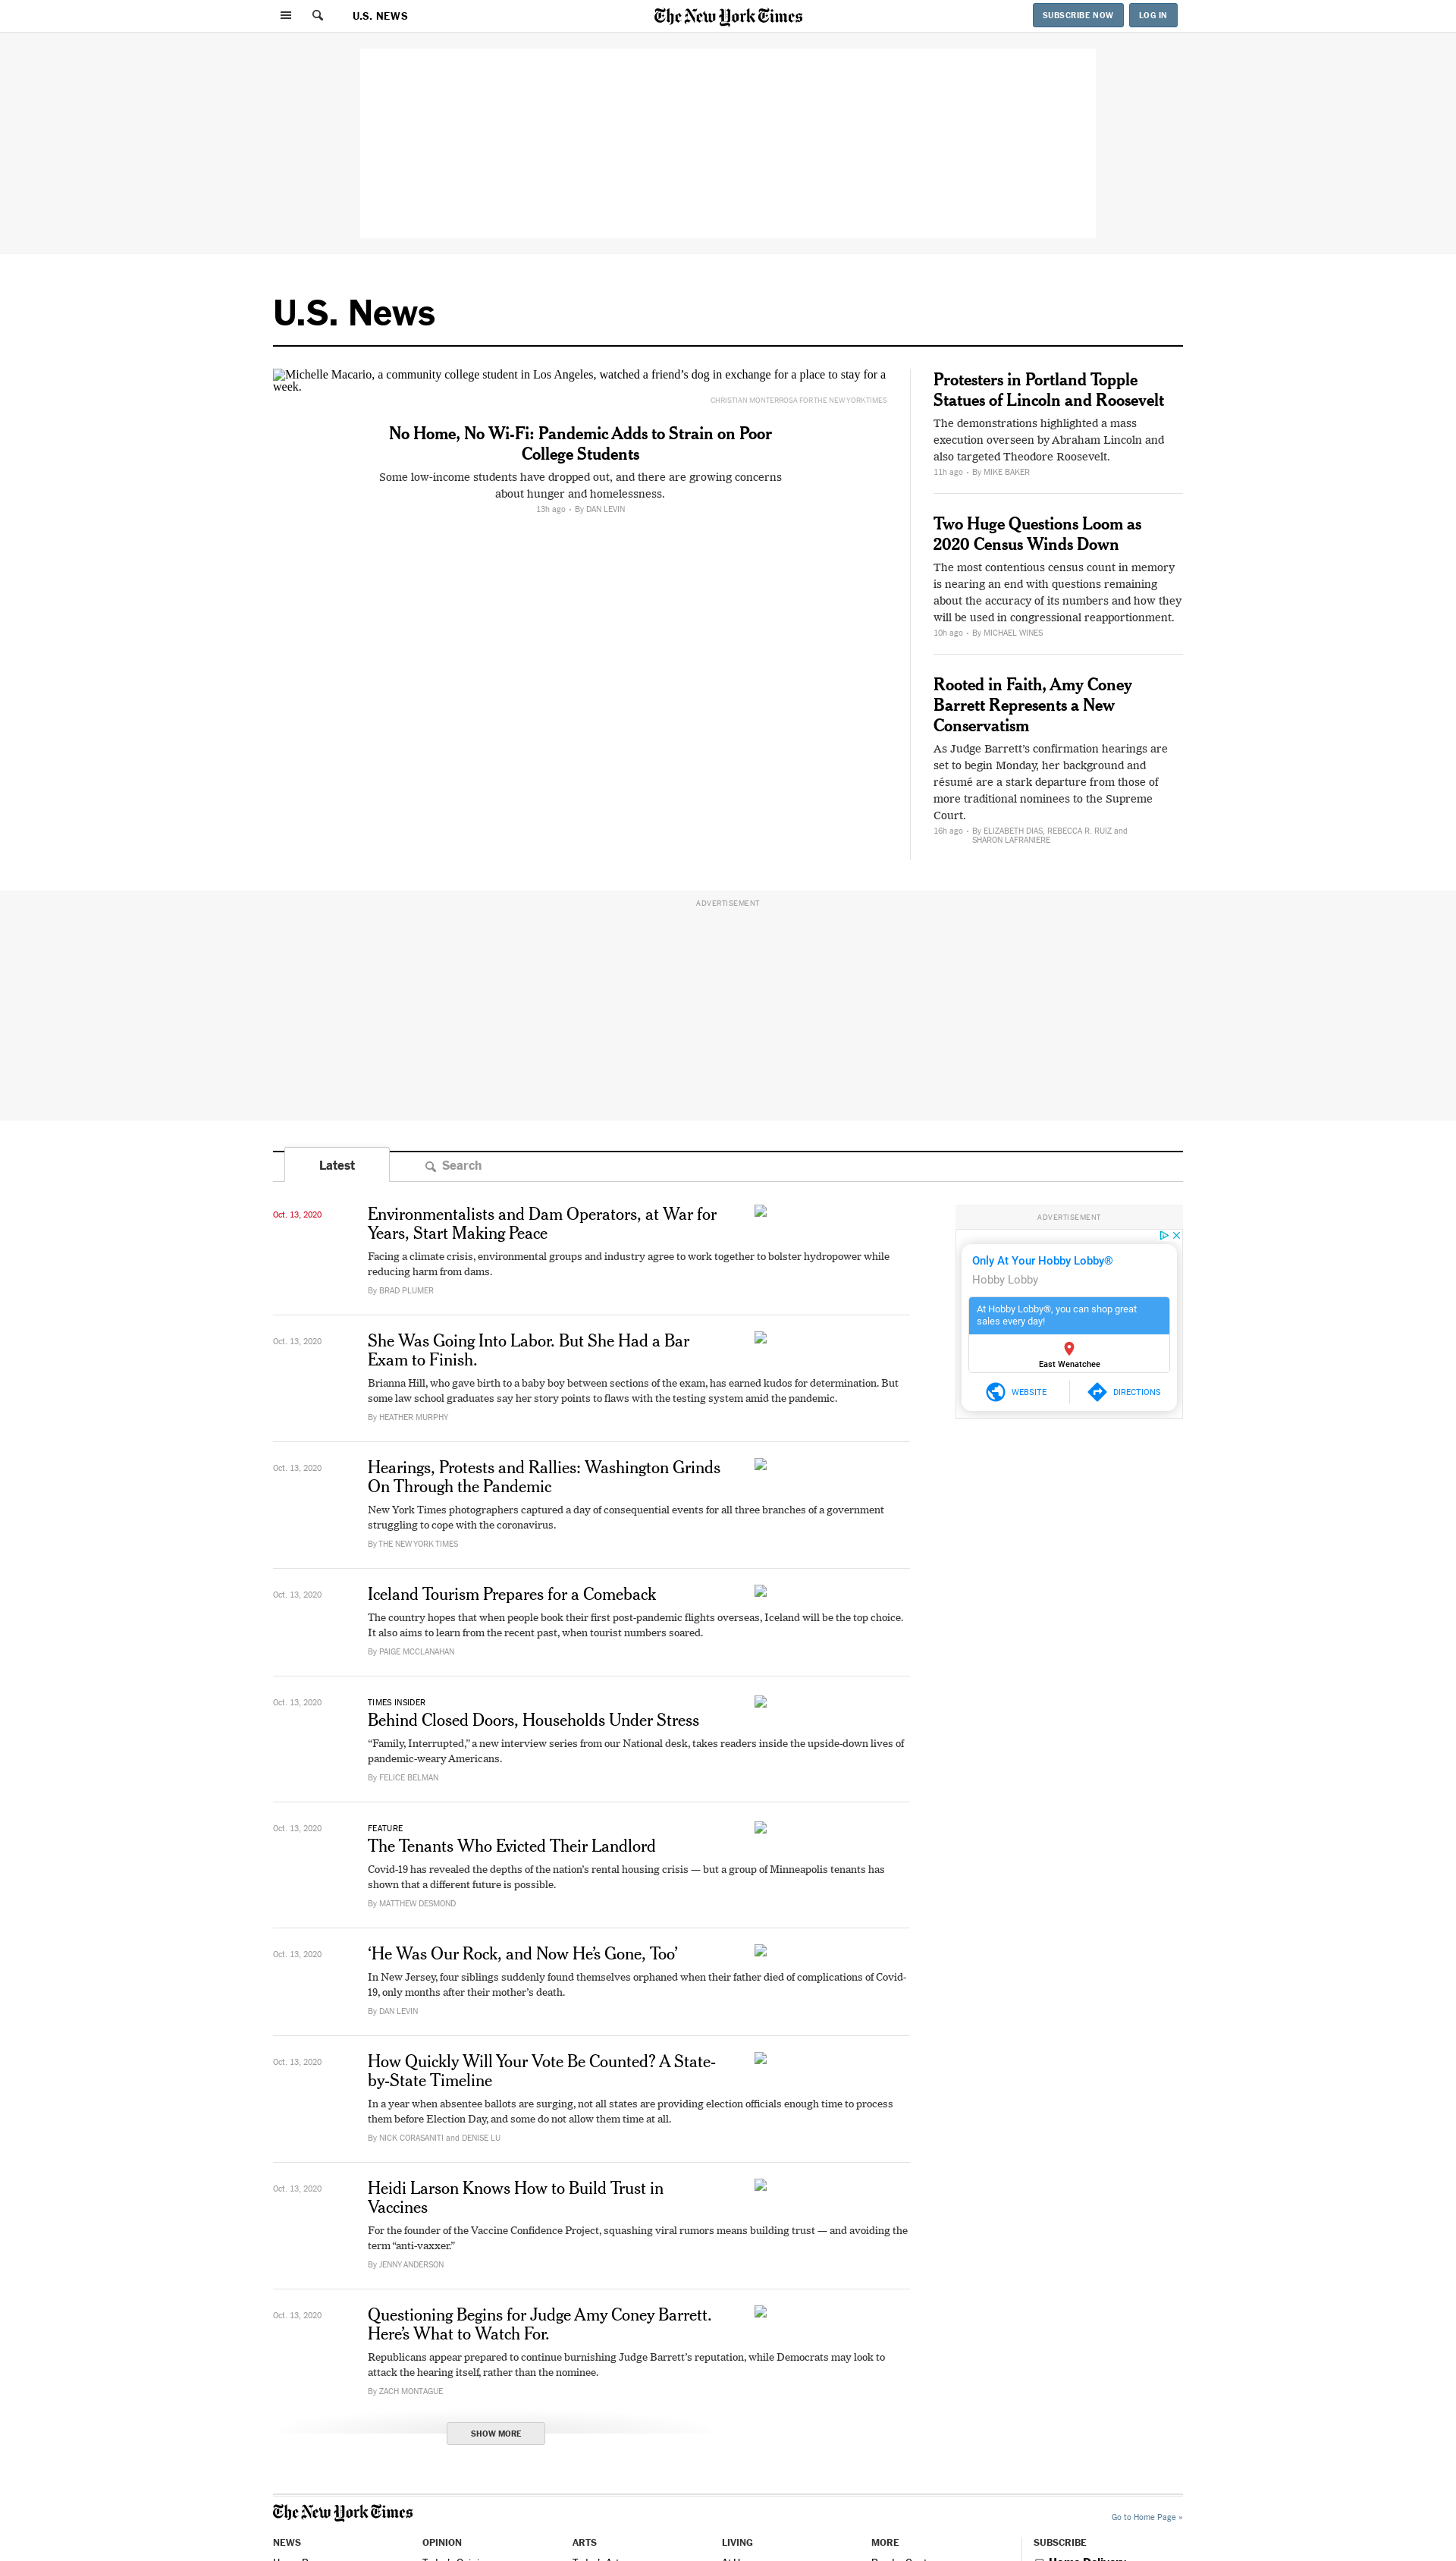 U.S. NEWS
The New York Times
SUBSCRIBE NOW
LOG IN
U.S. News
Michelle Macario, a community college student in Los Angeles, watched a friend’s dog in exchange for a place to stay for a
week.
CHRISTIAN MONTERROSA FOR THE NEW YORK TIMES
No Home, No Wi-Fi: Pandemic Adds to Strain on Poor
College Students
Some low-income students have dropped out, and there are growing concerns
about hunger and homelessness.
13h ago • By DAN LEVIN
Protesters in Portland Topple
Statues of Lincoln and Roosevelt
The demonstrations highlighted a mass
execution overseen by Abraham Lincoln and
also targeted Theodore Roosevelt.
11h ago • By MIKE BAKER
Two Huge Questions Loom as
2020 Census Winds Down
The most contentious census count in memory
is nearing an end with questions remaining
about the accuracy of its numbers and how they
will be used in congressional reapportionment.
10h ago • By MICHAEL WINES
Rooted in Faith, Amy Coney
Barrett Represents a New
Conservatism
As Judge Barrett’s confirmation hearings are
set to begin Monday, her background and
résumé are a stark departure from those of
more traditional nominees to the Supreme
Court.
16h ago • By ELIZABETH DIAS, REBECCA R. RUIZ and
SHARON LAFRANIERE
ADVERTISEMENT
Latest
Search
Oct. 13, 2020
Environmentalists and Dam Operators, at War for
Years, Start Making Peace
Facing a climate crisis, environmental groups and industry agree to work together to bolster hydropower while
reducing harm from dams.
By BRAD PLUMER
ADVERTISEMENT
Only At Your Hobby Lobby®
Hobby Lobby
At Hobby Lobby®, you can shop great
sales every day!
East Wenatchee
WEBSITE
DIRECTIONS
Oct. 13, 2020
She Was Going Into Labor. But She Had a Bar
Exam to Finish.
Brianna Hill, who gave birth to a baby boy between sections of the exam, has earned kudos for determination. But
some law school graduates say her story points to flaws with the testing system amid the pandemic.
By HEATHER MURPHY
Oct. 13, 2020
Hearings, Protests and Rallies: Washington Grinds
On Through the Pandemic
New York Times photographers captured a day of consequential events for all three branches of a government
struggling to cope with the coronavirus.
By THE NEW YORK TIMES
Oct. 13, 2020
Iceland Tourism Prepares for a Comeback
The country hopes that when people book their first post-pandemic flights overseas, Iceland will be the top choice.
It also aims to learn from the recent past, when tourist numbers soared.
By PAIGE MCCLANAHAN
Oct. 13, 2020
TIMES INSIDER
Behind Closed Doors, Households Under Stress
“Family, Interrupted,” a new interview series from our National desk, takes readers inside the upside-down lives of
pandemic-weary Americans.
By FELICE BELMAN
Oct. 13, 2020
FEATURE
The Tenants Who Evicted Their Landlord
Covid-19 has revealed the depths of the nation’s rental housing crisis — but a group of Minneapolis tenants has
shown that a different future is possible.
By MATTHEW DESMOND
Oct. 13, 2020
‘He Was Our Rock, and Now He’s Gone, Too’
In New Jersey, four siblings suddenly found themselves orphaned when their father died of complications of Covid-
19, only months after their mother’s death.
By DAN LEVIN
Oct. 13, 2020
How Quickly Will Your Vote Be Counted? A State-
by-State Timeline
In a year when absentee ballots are surging, not all states are providing election officials enough time to process
them before Election Day, and some do not allow them time at all.
By NICK CORASANITI and DENISE LU
Oct. 13, 2020
Heidi Larson Knows How to Build Trust in
Vaccines
For the founder of the Vaccine Confidence Project, squashing viral rumors means building trust — and avoiding the
term “anti-vaxxer.”
By JENNY ANDERSON
Oct. 13, 2020
Questioning Begins for Judge Amy Coney Barrett.
Here’s What to Watch For.
Republicans appear prepared to continue burnishing Judge Barrett’s reputation, while Democrats may look to
attack the hearing itself, rather than the nominee.
By ZACH MONTAGUE
SHOW MORE
The New York Times
Go to Home Page »
NEWS
OPINION
ARTS
LIVING
MORE
SUBSCRIBE
Home Delivery